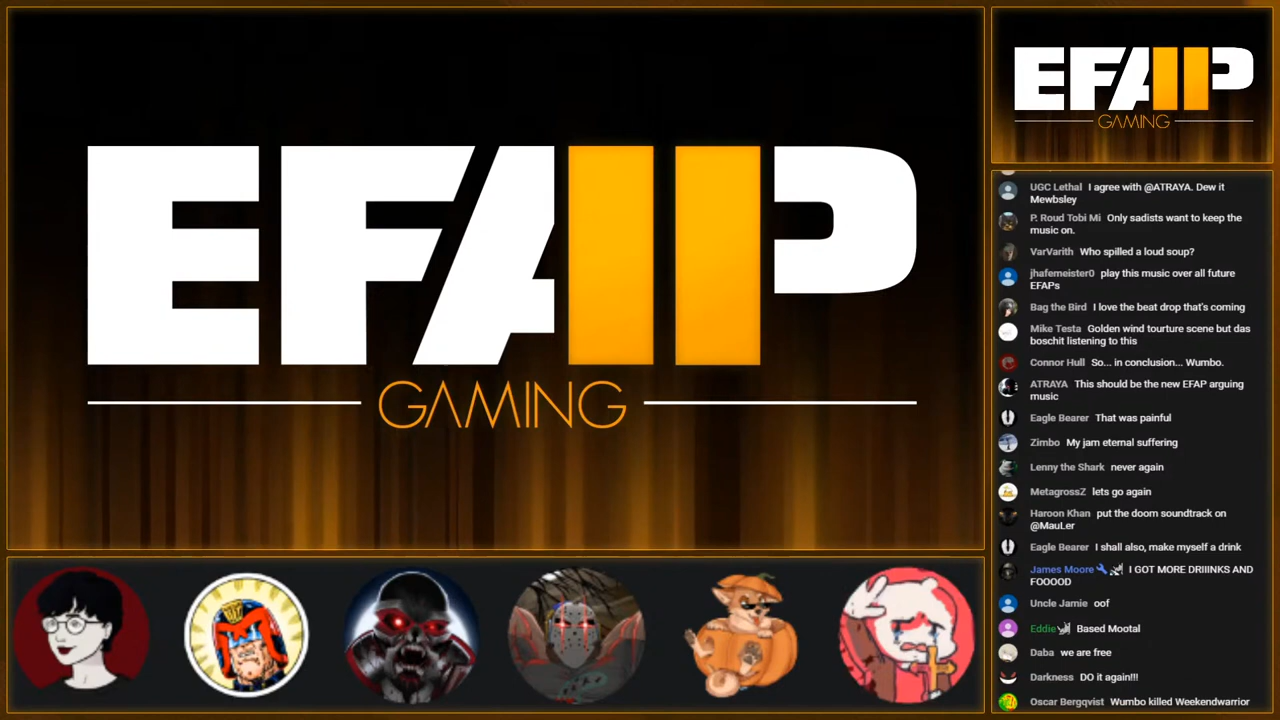 EFAP
GAMING
EFAP
GAMING
UGC Lethal I agree with @ATRAYA. Dew it
Mewbsley
P. Roud Tobi Mi Only sadists want to keep the
music on.
VarVarith Who spilled a loud soup?
jhafemeister0 play this music over all future
EFAPs
Bag the Bird I love the beat drop that's coming
Mike Testa Golden wind tourture scene but das
boschit listening to this
Connor Hull So... in conclusion... Wumbo.
ATRAYA This should be the new EFAP arguing
music
Eagle Bearer That was painful
Zimbo My jam eternal suffering
Lenny the Shark never again
MetagrossZ lets go again
Haroon Khan put the doom soundtrack on
@MauLer
Eagle Bearer I shall also, make myself a drink
James Moore I GOT MORE DRIIINKS AND
FOOOOD
Uncle Jamie oof
Eddie Based Mootal
Daba we are free
Darkness DO it again!!!
Oscar Bergqvist Wumbo killed Weekendwarrior